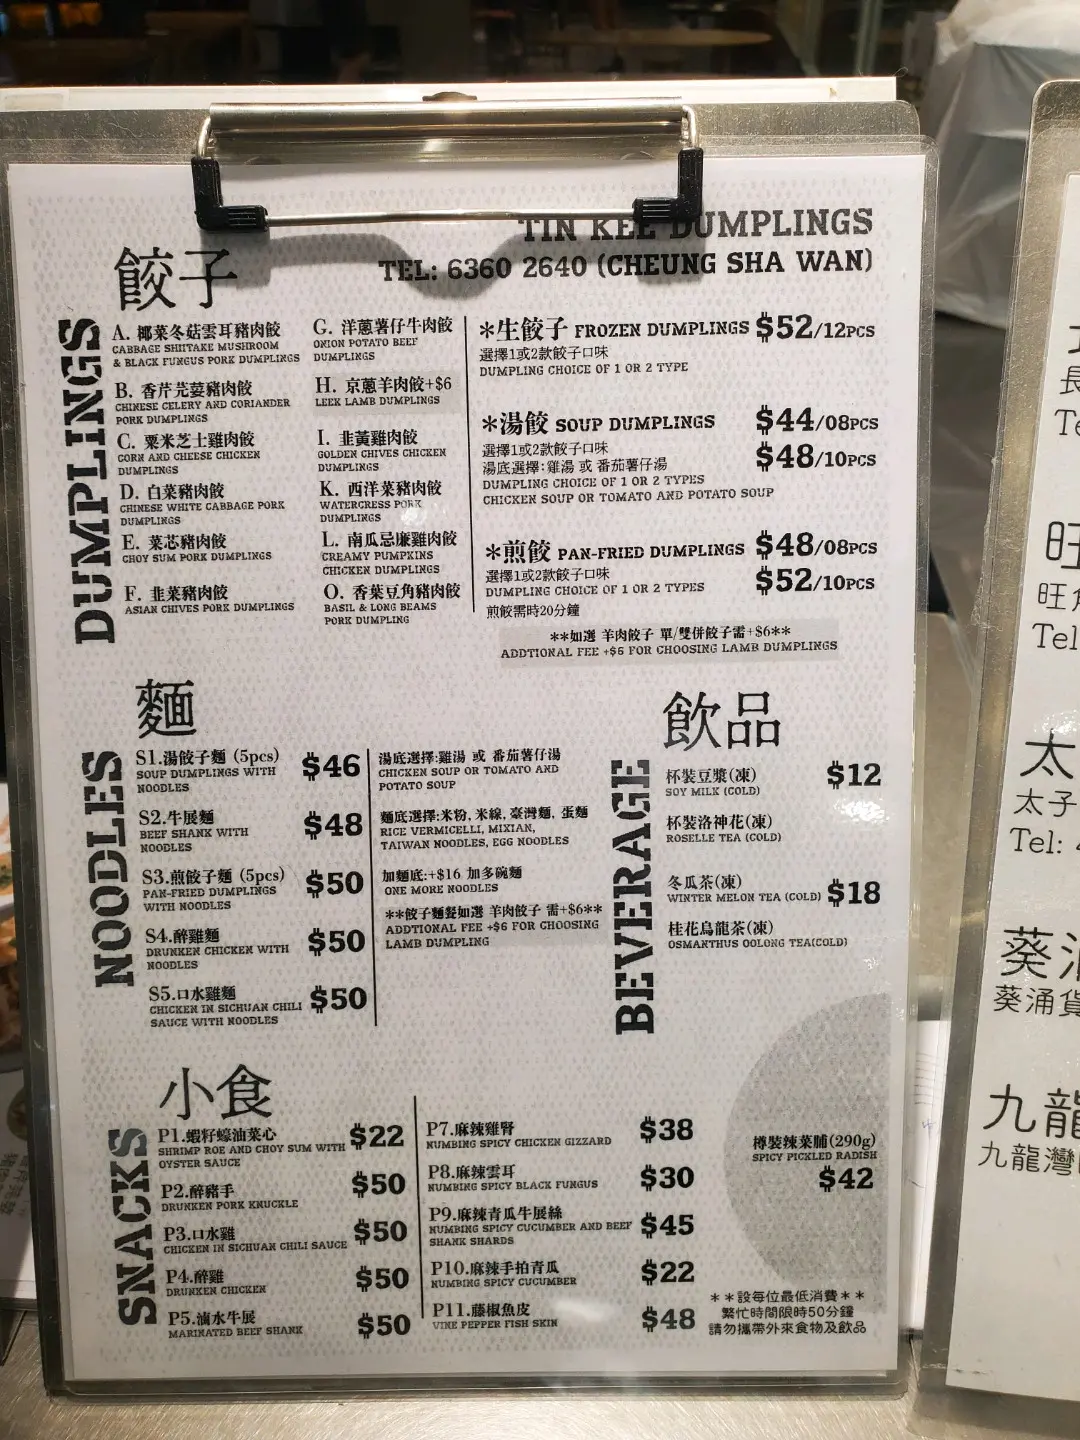 TIN KEE DUMPLINGS
TEL: 6360 2640 (CHEUNG SHA WAN)
餃子
DUMPLINGS
A. 椰菜冬菇雲耳豬肉餃
CABBAGE SHIITAKE MUSHROOM
& BLACK FUNGUS PORK DUMPLINGS
B. 香芹芫荽豬肉餃
CHINESE CELERY AND CORIANDER
PORK DUMPLINGS
C. 粟米芝士雞肉餃
CORN AND CHEESE CHICKEN
DUMPLINGS
D. 白菜豬肉餃
CHINESE WHITE CABBAGE PORK
DUMPLINGS
E. 菜芯豬肉餃
CHOY SUM PORK DUMPLINGS
F. 韭菜豬肉餃
ASIAN CHIVES PORK DUMPLINGS
G. 洋蔥薯仔牛肉餃
ONION POTATO BEEF
DUMPLINGS
H. 京蔥羊肉餃+$6
LEEK LAMB DUMPLINGS
I. 韭黃雞肉餃
GOLDEN CHIVES CHICKEN
DUMPLINGS
K. 西洋菜豬肉餃
WATERCRESS PORK
DUMPLINGS
L. 南瓜忌廉雞肉餃
CREAMY PUMPKINS
CHICKEN DUMPLINGS
O. 香葉豆角豬肉餃
BASIL & LONG BEAMS
PORK DUMPLING
*生餃子 FROZEN DUMPLINGS $52/12PCS
選擇1或2款餃子口味
DUMPLING CHOICE OF 1 OR 2 TYPE
*湯餃 SOUP DUMPLINGS $44/08PCS
$48/10PCS
選擇1或2款餃子口味
湯底選擇:雞湯 或 番茄薯仔湯
DUMPLING CHOICE OF 1 OR 2 TYPES
CHICKEN SOUP OR TOMATO AND POTATO SOUP
*煎餃 PAN-FRIED DUMPLINGS $48/08PCS
$52/10PCS
選擇1或2款餃子口味
DUMPLING CHOICE OF 1 OR 2 TYPES
煎餃需時20分鐘
**如選 羊肉餃子 單/雙併餃子需+$6**
ADDTIONAL FEE +$6 FOR CHOOSING LAMB DUMPLINGS
麵
NOODLES
S1.湯餃子麵 (5pcs) $46
SOUP DUMPLINGS WITH
NOODLES
S2.牛展麵 $48
BEEF SHANK WITH
NOODLES
S3.煎餃子麵 (5pcs) $50
PAN-FRIED DUMPLINGS
WITH NOODLES
S4.醉雞麵 $50
DRUNKEN CHICKEN WITH
NOODLES
S5.口水雞麵 $50
CHICKEN IN SICHUAN CHILI
SAUCE WITH NOODLES
湯底選擇:雞湯 或 番茄薯仔湯
CHICKEN SOUP OR TOMATO AND
POTATO SOUP
麵底選擇:米粉, 米線, 臺灣麵, 蛋麵
RICE VERMICELLI, MIXIAN,
TAIWAN NOODLES, EGG NOODLES
加麵底:+$16 加多碗麵
ONE MORE NOODLES
**餃子麵餐如選 羊肉餃子 需+$6**
ADDTIONAL FEE +$6 FOR CHOOSING
LAMB DUMPLING
飲品
BEVERAGE
杯裝豆漿(凍) $12
SOY MILK (COLD)
杯裝洛神花(凍)
ROSELLE TEA (COLD)
冬瓜茶(凍)
WINTER MELON TEA (COLD) $18
桂花烏龍茶(凍)
OSMANTHUS OOLONG TEA(COLD)
小食
SNACKS
P1.蝦籽蠔油菜心 $22
SHRIMP ROE AND CHOY SUM WITH
OYSTER SAUCE
P2.醉豬手 $50
DRUNKEN PORK KNUCKLE
P3.口水雞 $50
CHICKEN IN SICHUAN CHILI SAUCE
P4.醉雞 $50
DRUNKEN CHICKEN
P5.滷水牛展 $50
MARINATED BEEF SHANK
P7.麻辣雞腎 $38
NUMBING SPICY CHICKEN GIZZARD
P8.麻辣雲耳 $30
NUMBING SPICY BLACK FUNGUS
P9.麻辣青瓜牛展絲 $45
NUMBING SPICY CUCUMBER AND BEEF
SHANK SHARDS
P10.麻辣手拍青瓜 $22
NUMBING SPICY CUCUMBER
P11.藤椒魚皮 $48
VINE PEPPER FISH SKIN
樽裝辣菜脯(290g)
SPICY PICKLED RADISH
$42
**設每位最低消費**
繁忙時間限時50分鐘
請勿攜帶外來食物及飲品
長
Te
旺
旺角
Tel
太
太子
Tel: 4
葵涌
葵涌貨
九龍
九龍灣